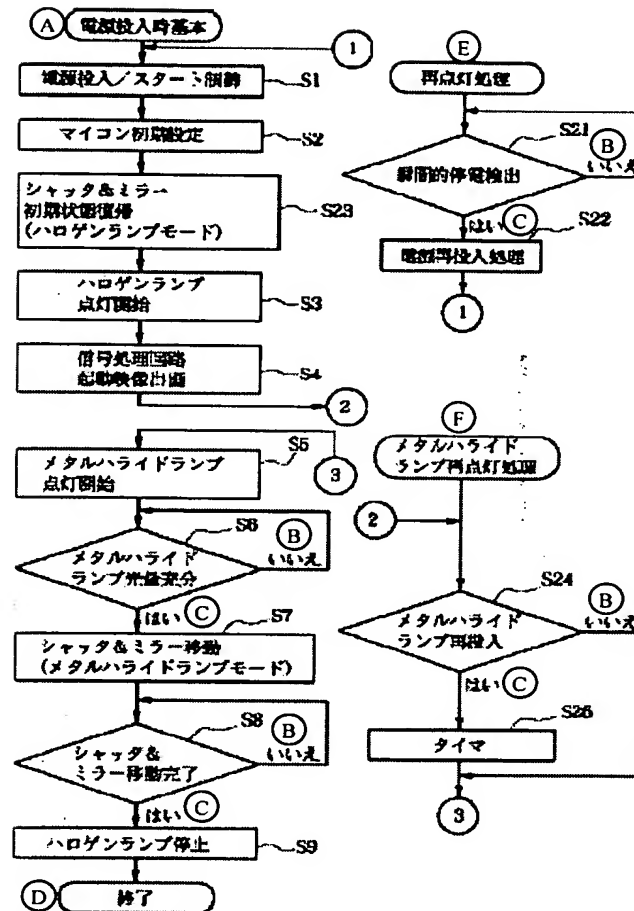 A 電源投入時基本
1
電源投入/スタート制御 S1
マイコン初期設定 S2
シャッタ&ミラー
初期状態復帰
(ハロゲンランプモード) S23
ハロゲンランプ
点灯開始 S3
信号処理回路
起動映像出画 S4
2
3
メタルハライドランプ
点灯開始 S5
S6
メタルハライド
ランプ光量充分
B
いいえ
はい C
S7
シャッタ&ミラー移動
(メタルハライドランプモード)
S8
シャッタ&
ミラー移動完了
B
いいえ
はい C
ハロゲンランプ停止 S9
D 終了
E
再点灯処理
S21
瞬間的停電検出
B
いいえ
はい C
S22
電源再投入処理
1
F
メタルハライド
ランプ再点灯処理
2
S24
メタルハライド
ランプ再投入
B
いいえ
はい C
S26
タイマ
3